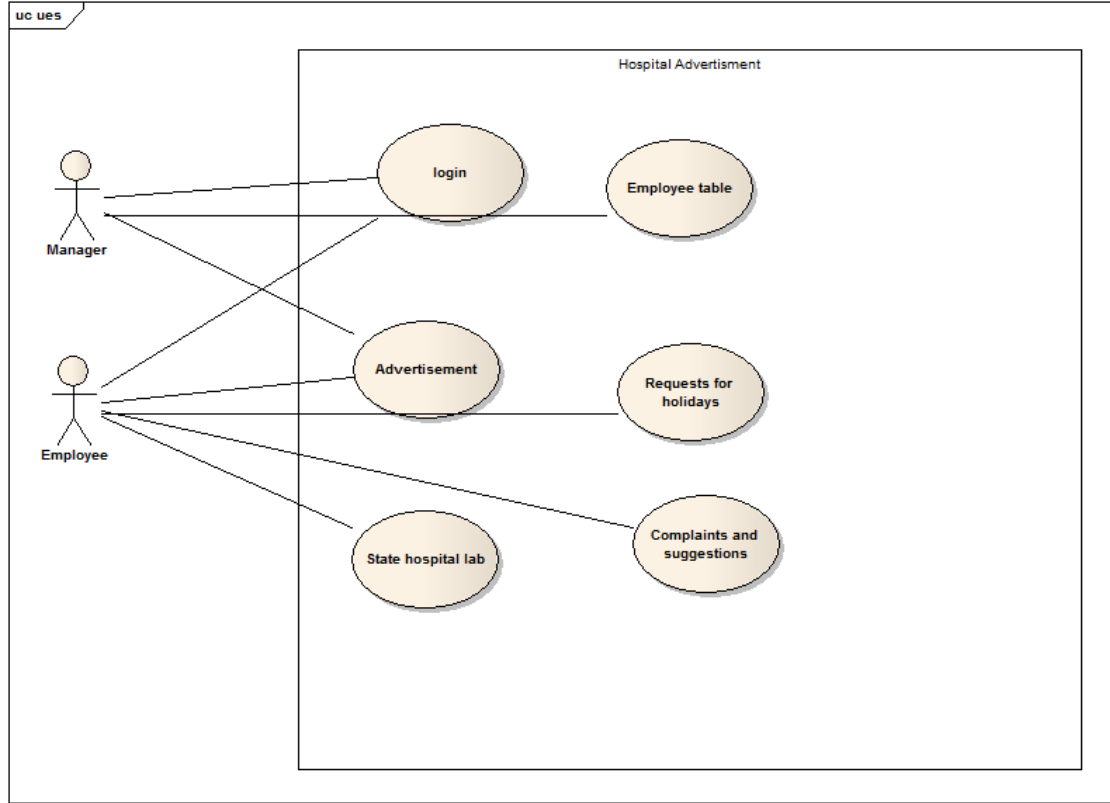 uc ues
Hospital Advertisment
login
Employee table
Manager
Advertisement
Requests for
holidays
Employee
State hospital lab
Complaints and
suggestions